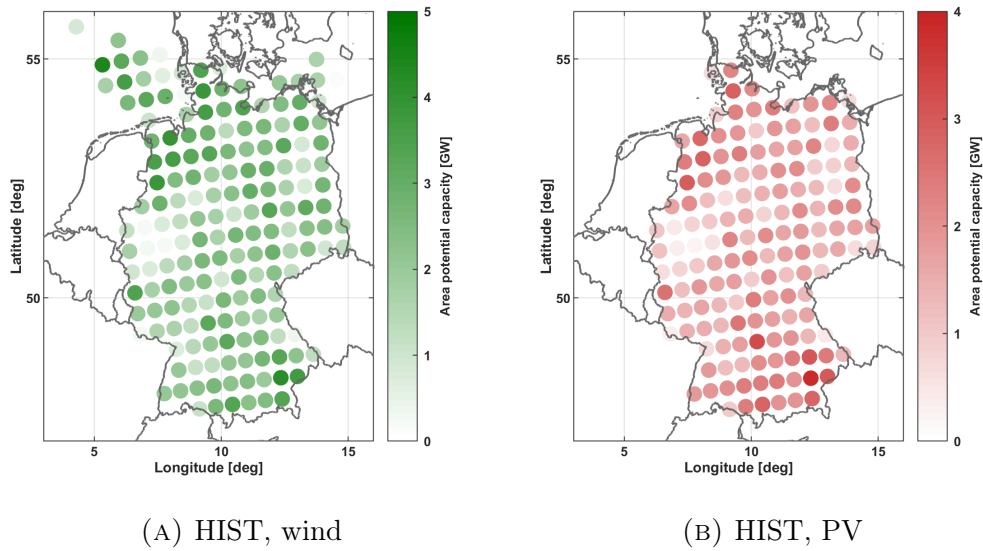 55
50
5
10
15
Latitude [deg]
Longitude [deg]
5
4
3
2
1
0
Area potential capacity [GW]
(A) HIST, wind
55
50
5
10
15
Latitude [deg]
Longitude [deg]
4
3
2
1
0
Area potential capacity [GW]
(B) HIST, PV